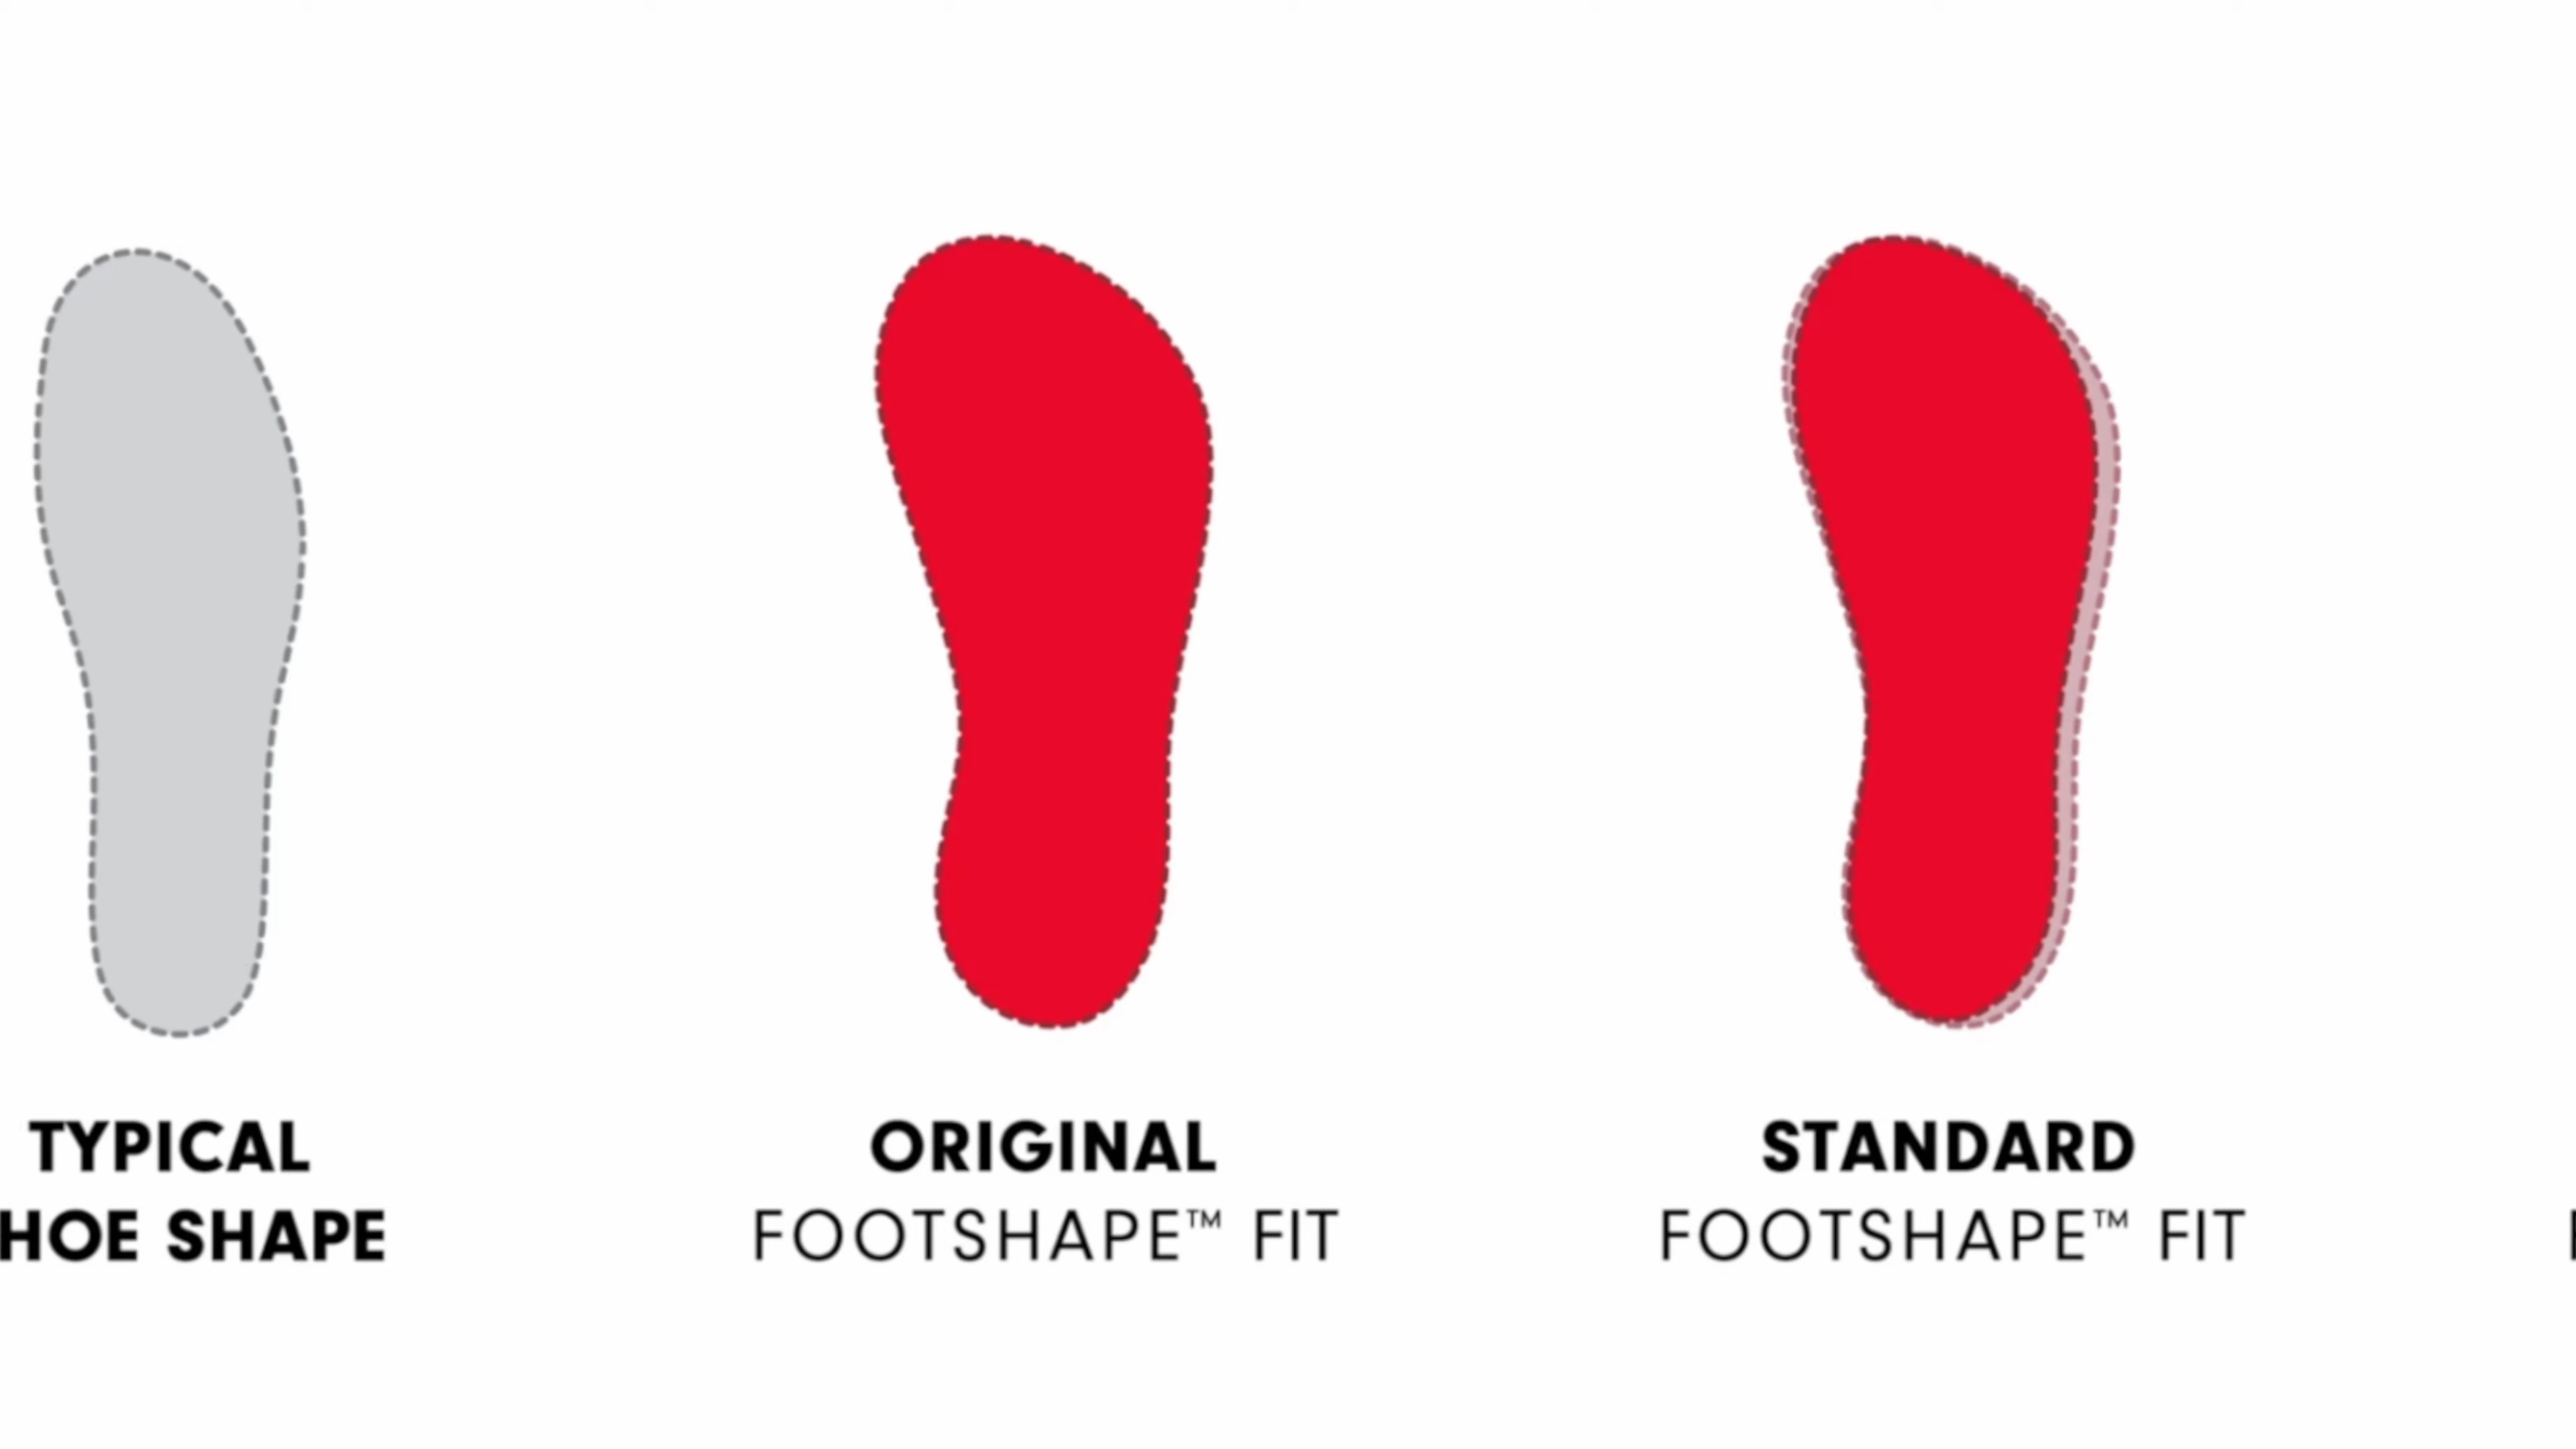 TYPICAL
HOE SHAPE
ORIGINAL
FOOTSHAPE™ FIT
STANDARD
FOOTSHAPE™ FIT